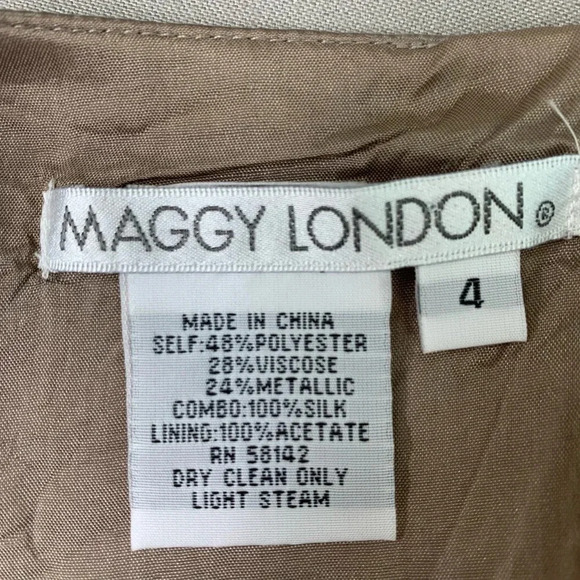 MAGGY LONDON®
4
MADE IN CHINA
SELF:48%POLYESTER
28%VISCOSE
24%METALLIC
COMBO:100%SILK
LINING:100%ACETATE
RN 58142
DRY CLEAN ONLY
LIGHT STEAM